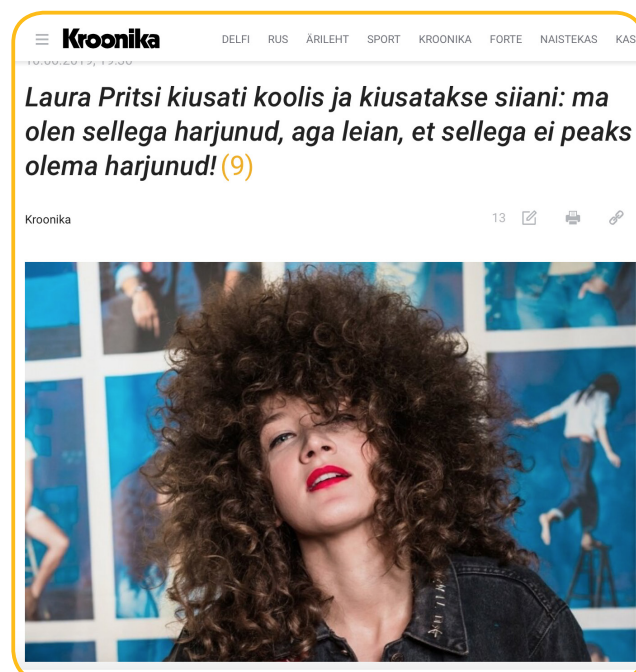 Kroonika
DELFI RUS ÄRILEHT SPORT KROONIKA FORTE NAISTEKAS KAS
Laura Pritsi kiusati koolis ja kiusatakse siiani: ma
olen sellega harjunud, aga leian, et sellega ei peaks
olema harjunud! (9)
Kroonika
13